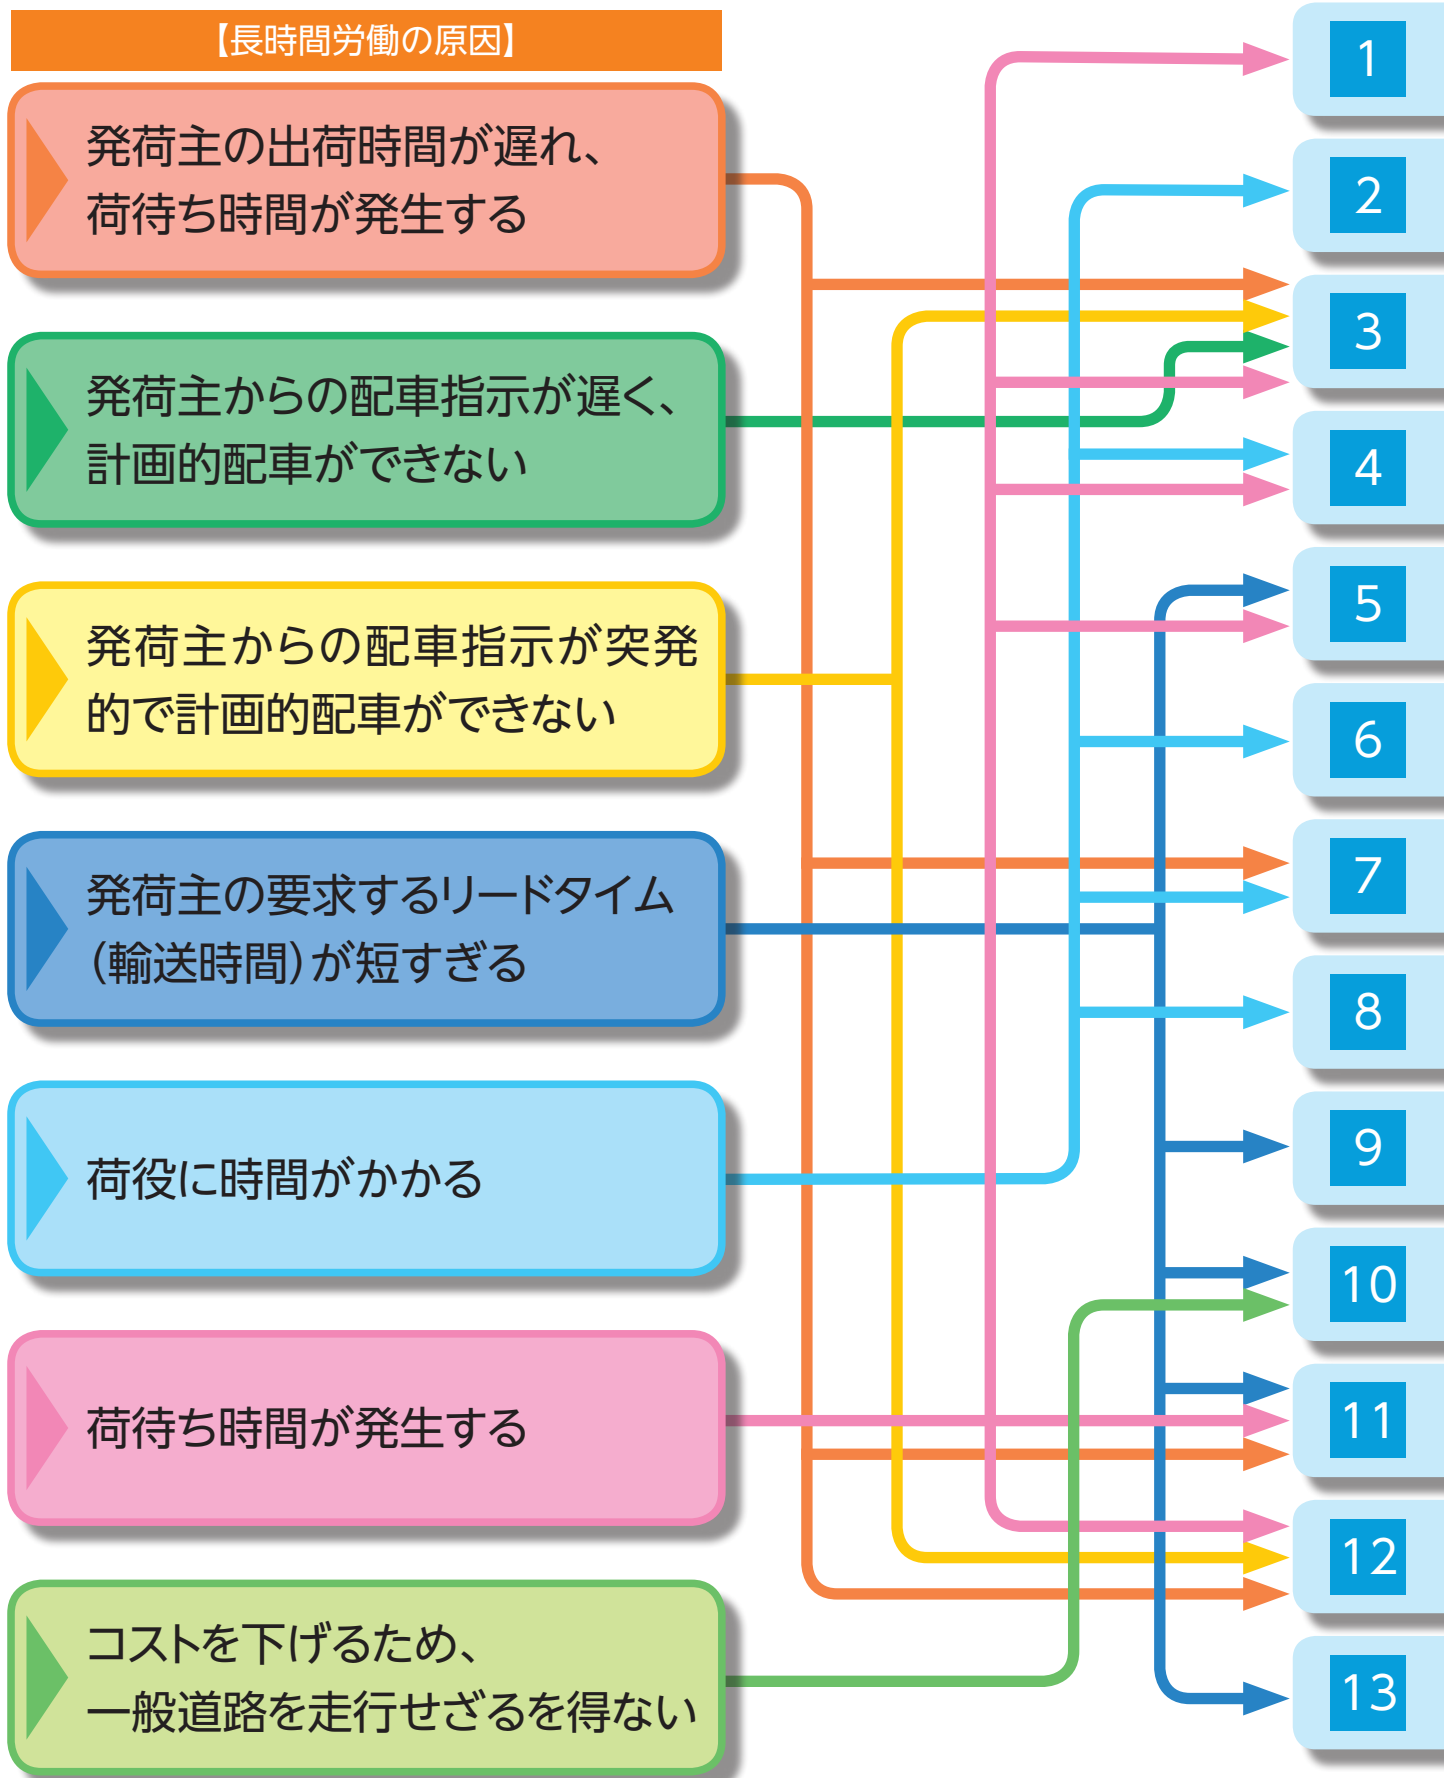 【長時間労働の原因】
発荷主の出荷時間が遅れ、
荷待ち時間が発生する
発荷主からの配車指示が遅く、
計画的配車ができない
発荷主からの配車指示が突発
的で計画的配車ができない
発荷主の要求するリードタイム
（輸送時間）が短すぎる
荷役に時間がかかる
荷待ち時間が発生する
コストを下げるため、
一般道路を走行せざるを得ない
1
2
3
4
5
6
7
8
9
10
11
12
13